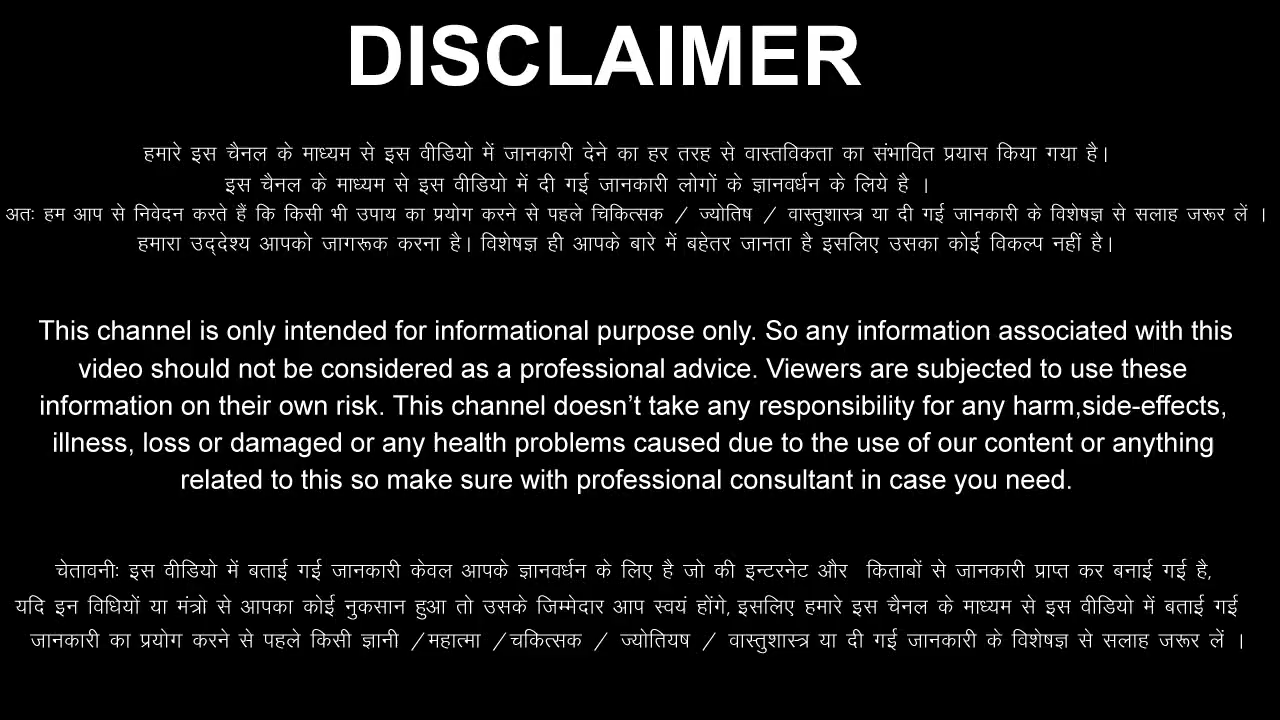 DISCLAIMER
हमारे इस चैनल के माध्यम से इस वीडियो में जानकारी देने का हर तरह से वास्तविकता का संभावित प्रयास किया गया है।
इस चैनल के माध्यम से इस वीडियो में दी गई जानकारी लोगों के ज्ञानवर्धन के लिये है ।
अतः हम आप से निवेदन करते हैं कि किसी भी उपाय का प्रयोग करने से पहले चिकित्सक / ज्योतिष / वास्तुशास्त्र या दी गई जानकारी के विशेषज्ञ से सलाह जरूर लें ।
हमारा उद्देश्य आपको जागरूक करना है। विशेषज्ञ ही आपके बारे में बहेतर जानता है इसलिए उसका कोई विकल्प नहीं है।
This channel is only intended for informational purpose only. So any information associated with this
video should not be considered as a professional advice. Viewers are subjected to use these
information on their own risk. This channel doesn’t take any responsibility for any harm,side-effects,
illness, loss or damaged or any health problems caused due to the use of our content or anything
related to this so make sure with professional consultant in case you need.
चेतावनीः इस वीडियो में बताई गई जानकारी केवल आपके ज्ञानवर्धन के लिए है जो की इन्टरनेट और किताबों से जानकारी प्राप्त कर बनाई गई है,
यदि इन विधियों या मंत्रो से आपका कोई नुकसान हुआ तो उसके जिम्मेदार आप स्वयं होंगे, इसलिए हमारे इस चैनल के माध्यम से इस वीडियो में बताई गई
जानकारी का प्रयोग करने से पहले किसी ज्ञानी /महात्मा /चकित्सक / ज्योतियष / वास्तुशास्त्र या दी गई जानकारी के विशेषज्ञ से सलाह जरूर लें ।